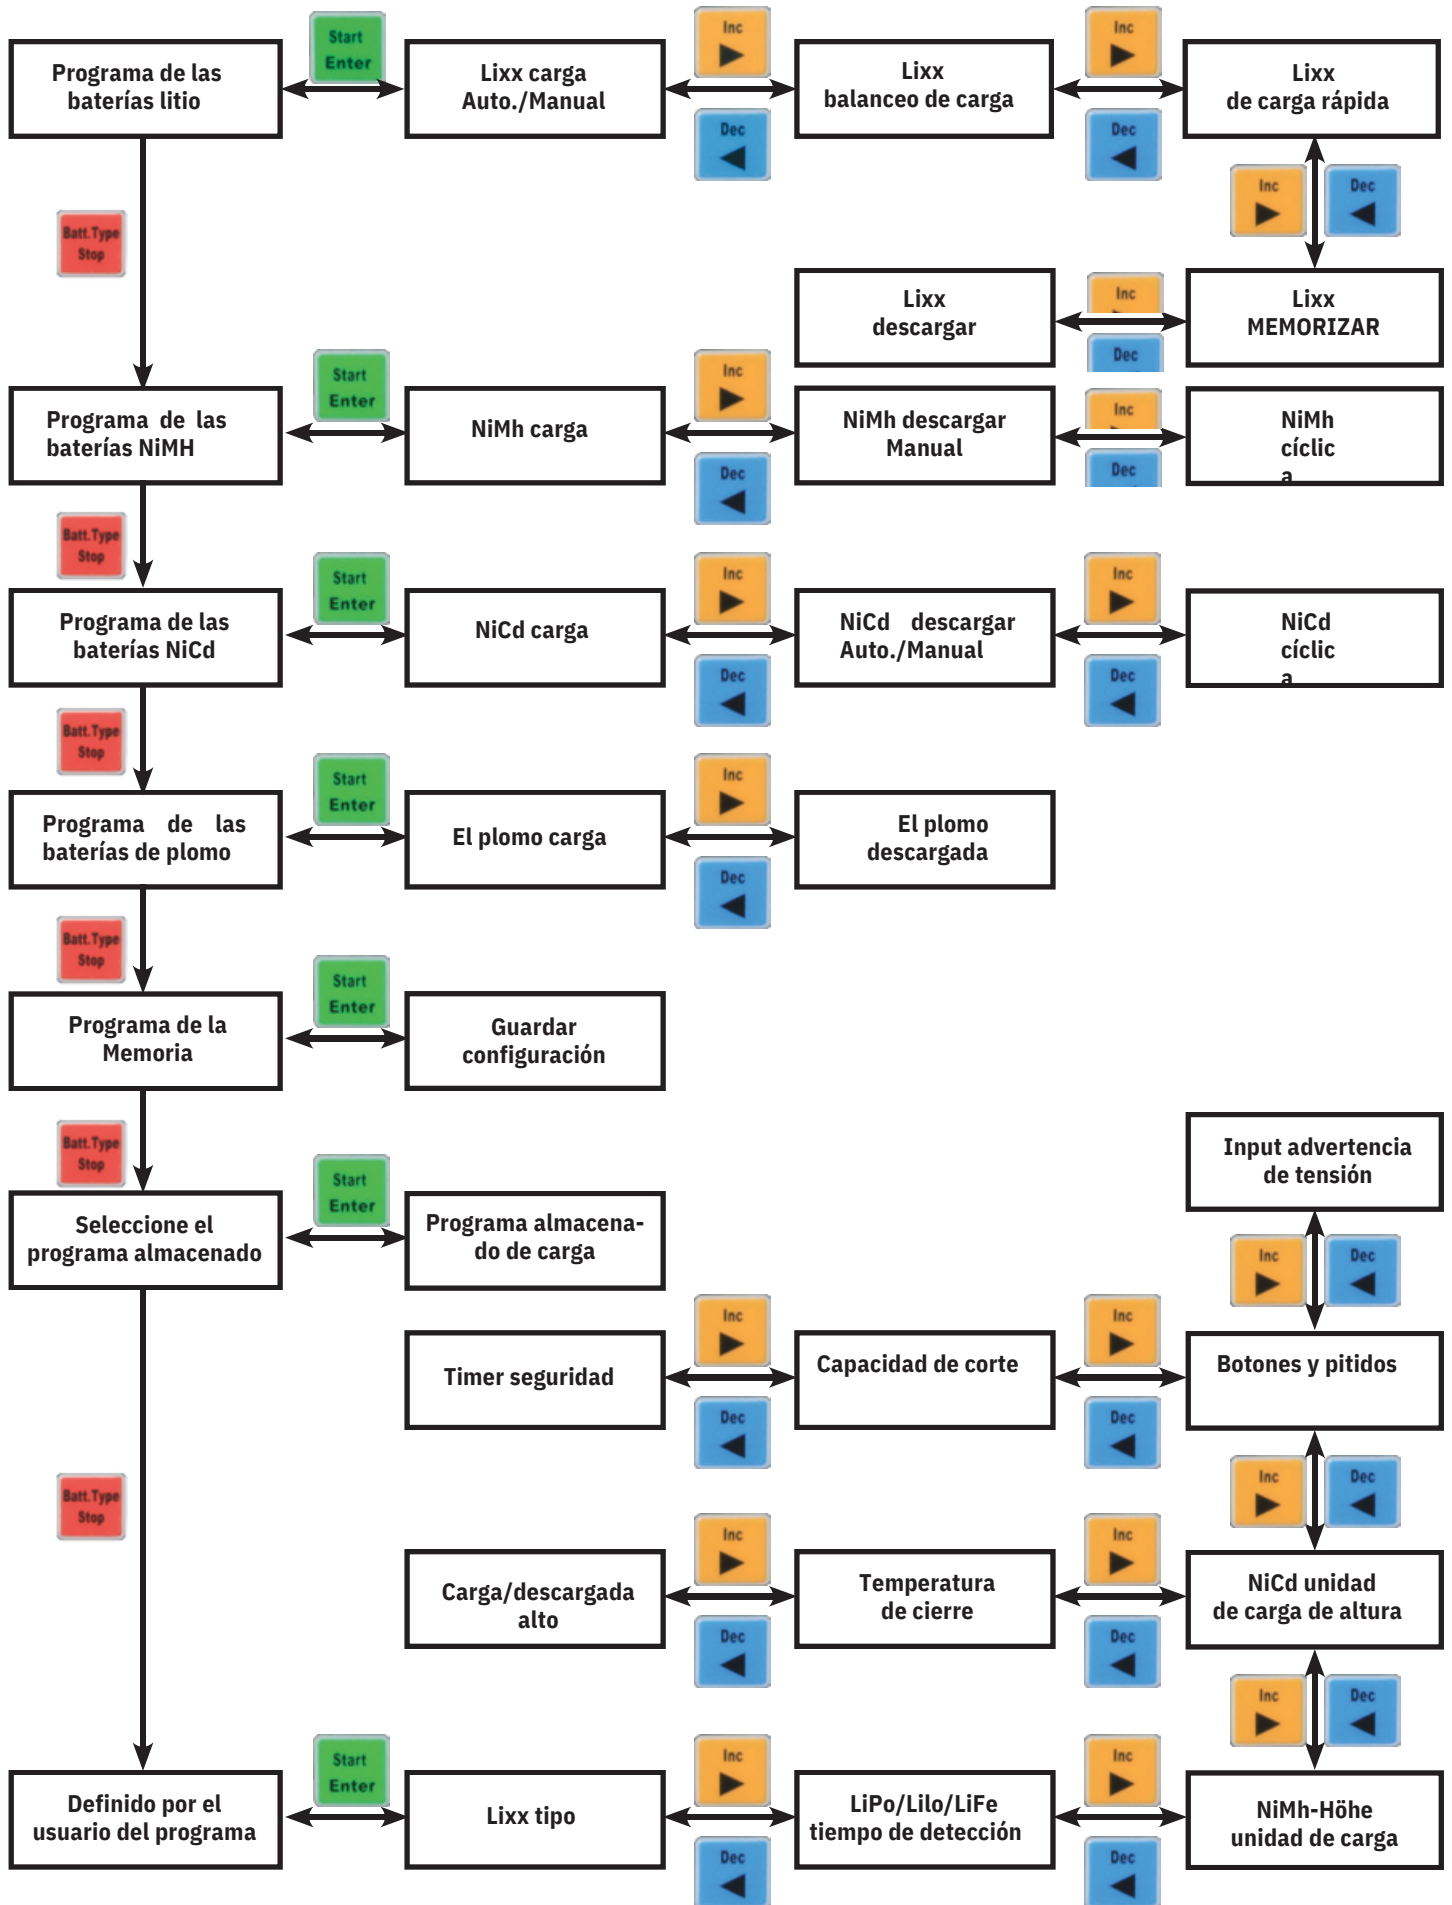 Start
Enter
Inc
Inc
Programa de las
baterías litio
Lixx carga
Auto./Manual
Lixx
balanceo de carga
Lixx
de carga rápida
Dec
Dec
Inc
Dec
Batt.Type
Stop
Lixx
descargar
Inc
Dec
Lixx
MEMORIZAR
Start
Enter
Inc
Programa de las
baterías NiMH
NiMh carga
NiMh descargar
Manual
Inc
Dec
NiMh
cíclic
a
Dec
Batt.Type
Stop
Start
Enter
Inc
Inc
Programa de las
baterías NiCd
NiCd carga
NiCd descargar
Auto./Manual
NiCd
cíclic
a
Dec
Dec
Batt.Type
Stop
Start
Enter
Inc
Programa de las
baterías de plomo
El plomo carga
El plomo
descargada
Dec
Batt.Type
Stop
Start
Enter
Programa de la
Memoria
Guardar
configuración
Batt.Type
Stop
Start
Enter
Input advertencia
de tensión
Seleccione el
programa almacenado
Programa almacena-
do de carga
Inc
Dec
Inc
Inc
Timer seguridad
Capacidad de corte
Botones y pitidos
Dec
Dec
Inc
Dec
Batt.Type
Stop
Inc
Inc
Carga/descargada
alto
Temperatura
de cierre
NiCd unidad
de carga de altura
Dec
Dec
Inc
Dec
Start
Enter
Inc
Inc
Definido por el
usuario del programa
Lixx tipo
LiPo/Lilo/LiFe
tiempo de detección
NiMh-Höhe
unidad de carga
Dec
Dec